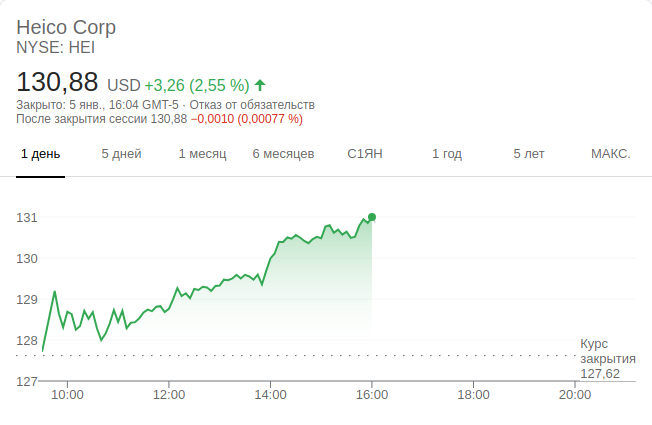 Heico Corp
NYSE: HEI
130,88 USD +3,26 (2,55 %)
Закрыто: 5 янв., 16:04 GMT-5 · Отказ от обязательств
После закрытия сессии 130,88 −0,0010 (0,00077 %)
1 день 5 дней 1 месяц 6 месяцев С1ЯН 1 год 5 лет МАКС.
131
130
129
128
Курс
закрытия
127,62
127
10:00 12:00 14:00 16:00 18:00 20:00